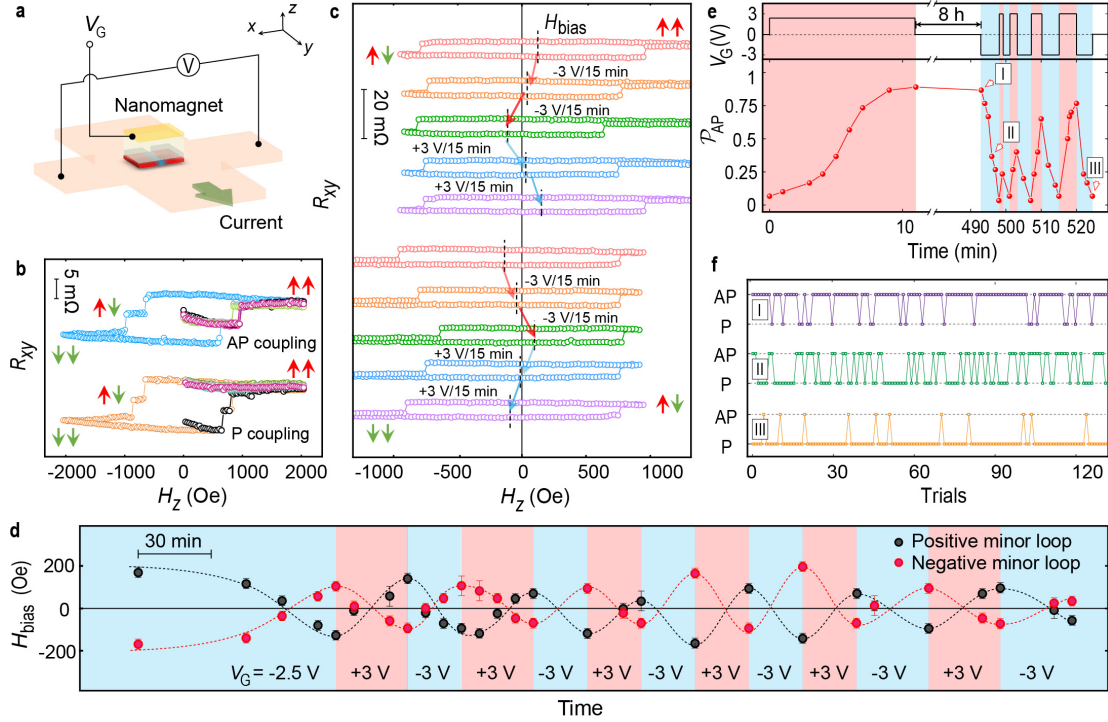 a
V_G
V
z
x
y
Nanomagnet
Current
b
5 mΩ
R_xy
AP coupling
P coupling
-2000 -1000 0 1000 2000
H_Z (Oe)
c
H_bias
-3 V/15 min
-3 V/15 min
20 mΩ
+3 V/15 min
+3 V/15 min
R_xy
-3 V/15 min
-3 V/15 min
+3 V/15 min
+3 V/15 min
-1000 -500 0 500 1000
H_Z (Oe)
e
8 h
V_G(V)
3
0
-3
I
II
III
P_AP
1
0.75
0.5
0.25
0
0 10 490 500 510 520
Time (min)
f
AP
I
P
AP
II
P
AP
III
P
0 30 60 90 120
Trials
d
30 min
Positive minor loop
Negative minor loop
H_bias (Oe)
200
0
-200
V_G = -2.5 V +3 V -3 V +3 V -3 V +3 V -3 V +3 V -3 V +3 V -3 V +3 V -3 V
Time